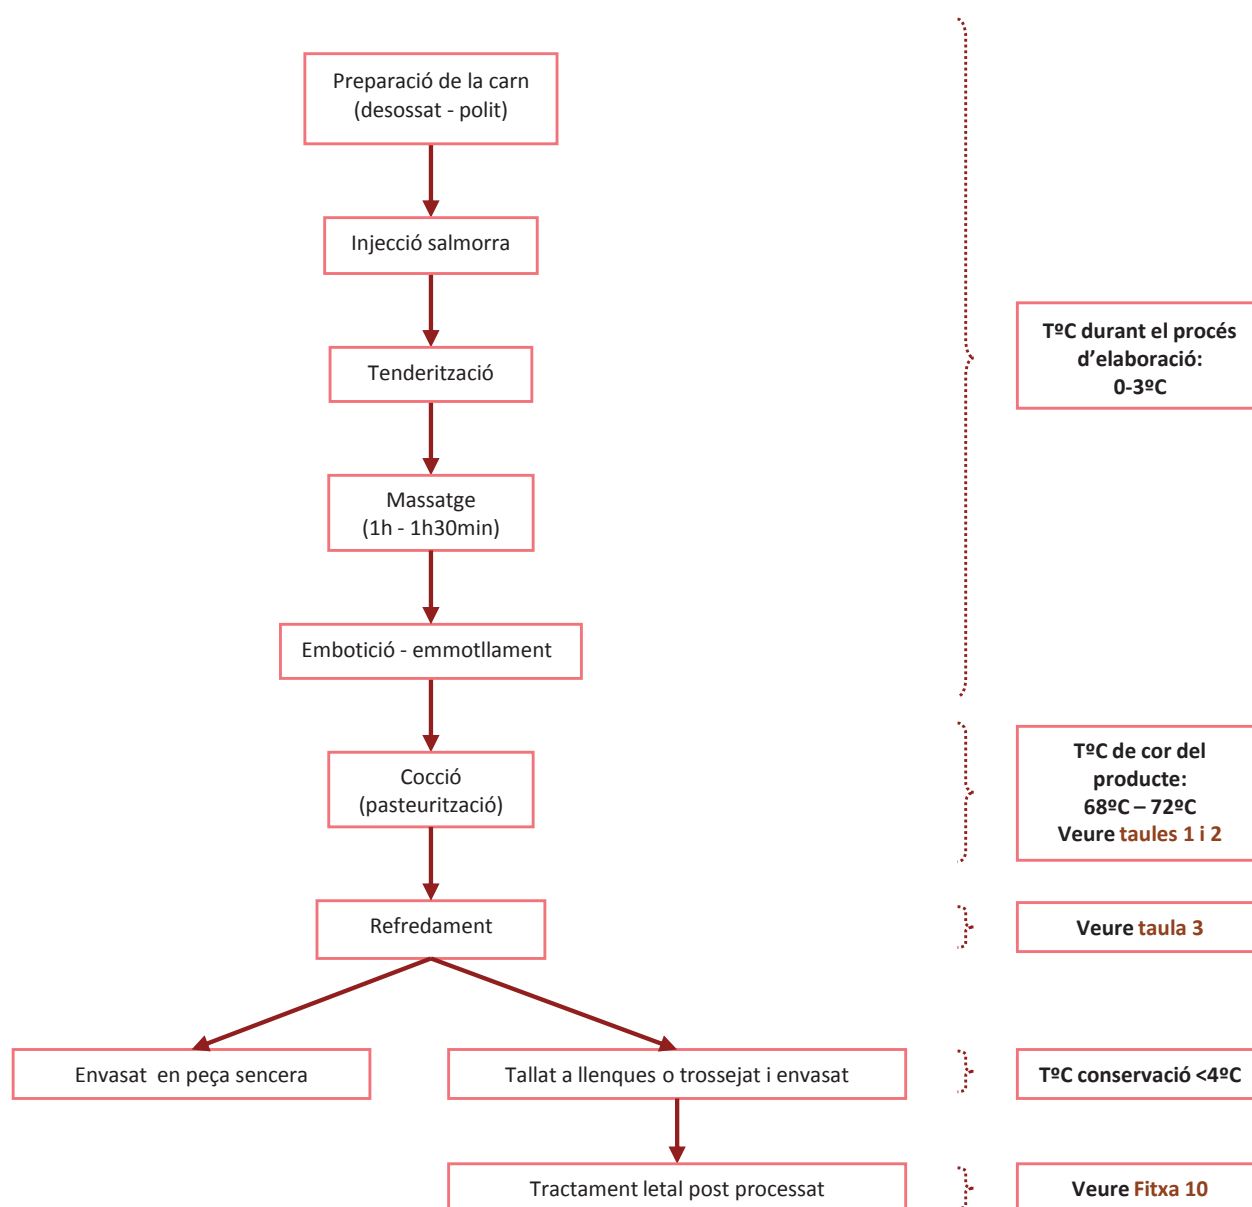 Preparació de la carn
(desossat - polit)
Injecció salmorra
Tenderització
TºC durant el procés
d’elaboració:
0-3ºC
Massatge
(1h - 1h30min)
Embotició - emmotllament
Cocció
(pasteurització)
TºC de cor del
producte:
68ºC – 72ºC
Veure taules 1 i 2
Refredament
Veure taula 3
Envasat en peça sencera
Tallat a llenques o trossejat i envasat
TºC conservació <4ºC
Tractament letal post processat
Veure Fitxa 10